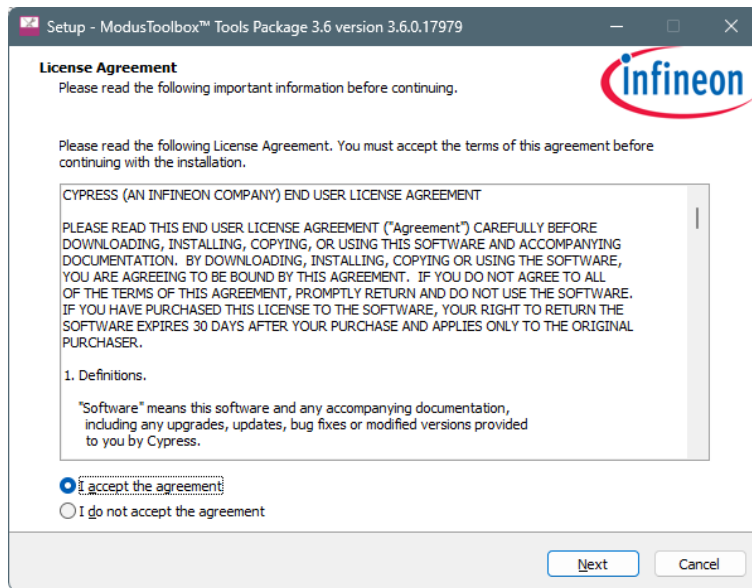 Setup - ModusToolbox™ Tools Package 3.6 version 3.6.0.17979
License Agreement
Please read the following important information before continuing.
infineon
Please read the following License Agreement. You must accept the terms of this agreement before
continuing with the installation.
CYPRESS (AN INFINEON COMPANY) END USER LICENSE AGREEMENT
PLEASE READ THIS END USER LICENSE AGREEMENT ("Agreement") CAREFULLY BEFORE
DOWNLOADING, INSTALLING, COPYING, OR USING THIS SOFTWARE AND ACCOMPANYING
DOCUMENTATION.  BY DOWNLOADING, INSTALLING, COPYING OR USING THE SOFTWARE,
YOU ARE AGREEING TO BE BOUND BY THIS AGREEMENT.  IF YOU DO NOT AGREE TO ALL
OF THE TERMS OF THIS AGREEMENT, PROMPTLY RETURN AND DO NOT USE THE SOFTWARE.
IF YOU HAVE PURCHASED THIS LICENSE TO THE SOFTWARE, YOUR RIGHT TO RETURN THE
SOFTWARE EXPIRES 30 DAYS AFTER YOUR PURCHASE AND APPLIES ONLY TO THE ORIGINAL
PURCHASER.
1. Definitions.
"Software" means this software and any accompanying documentation,
including any upgrades, updates, bug fixes or modified versions provided
to you by Cypress.
I accept the agreement
I do not accept the agreement
Next
Cancel